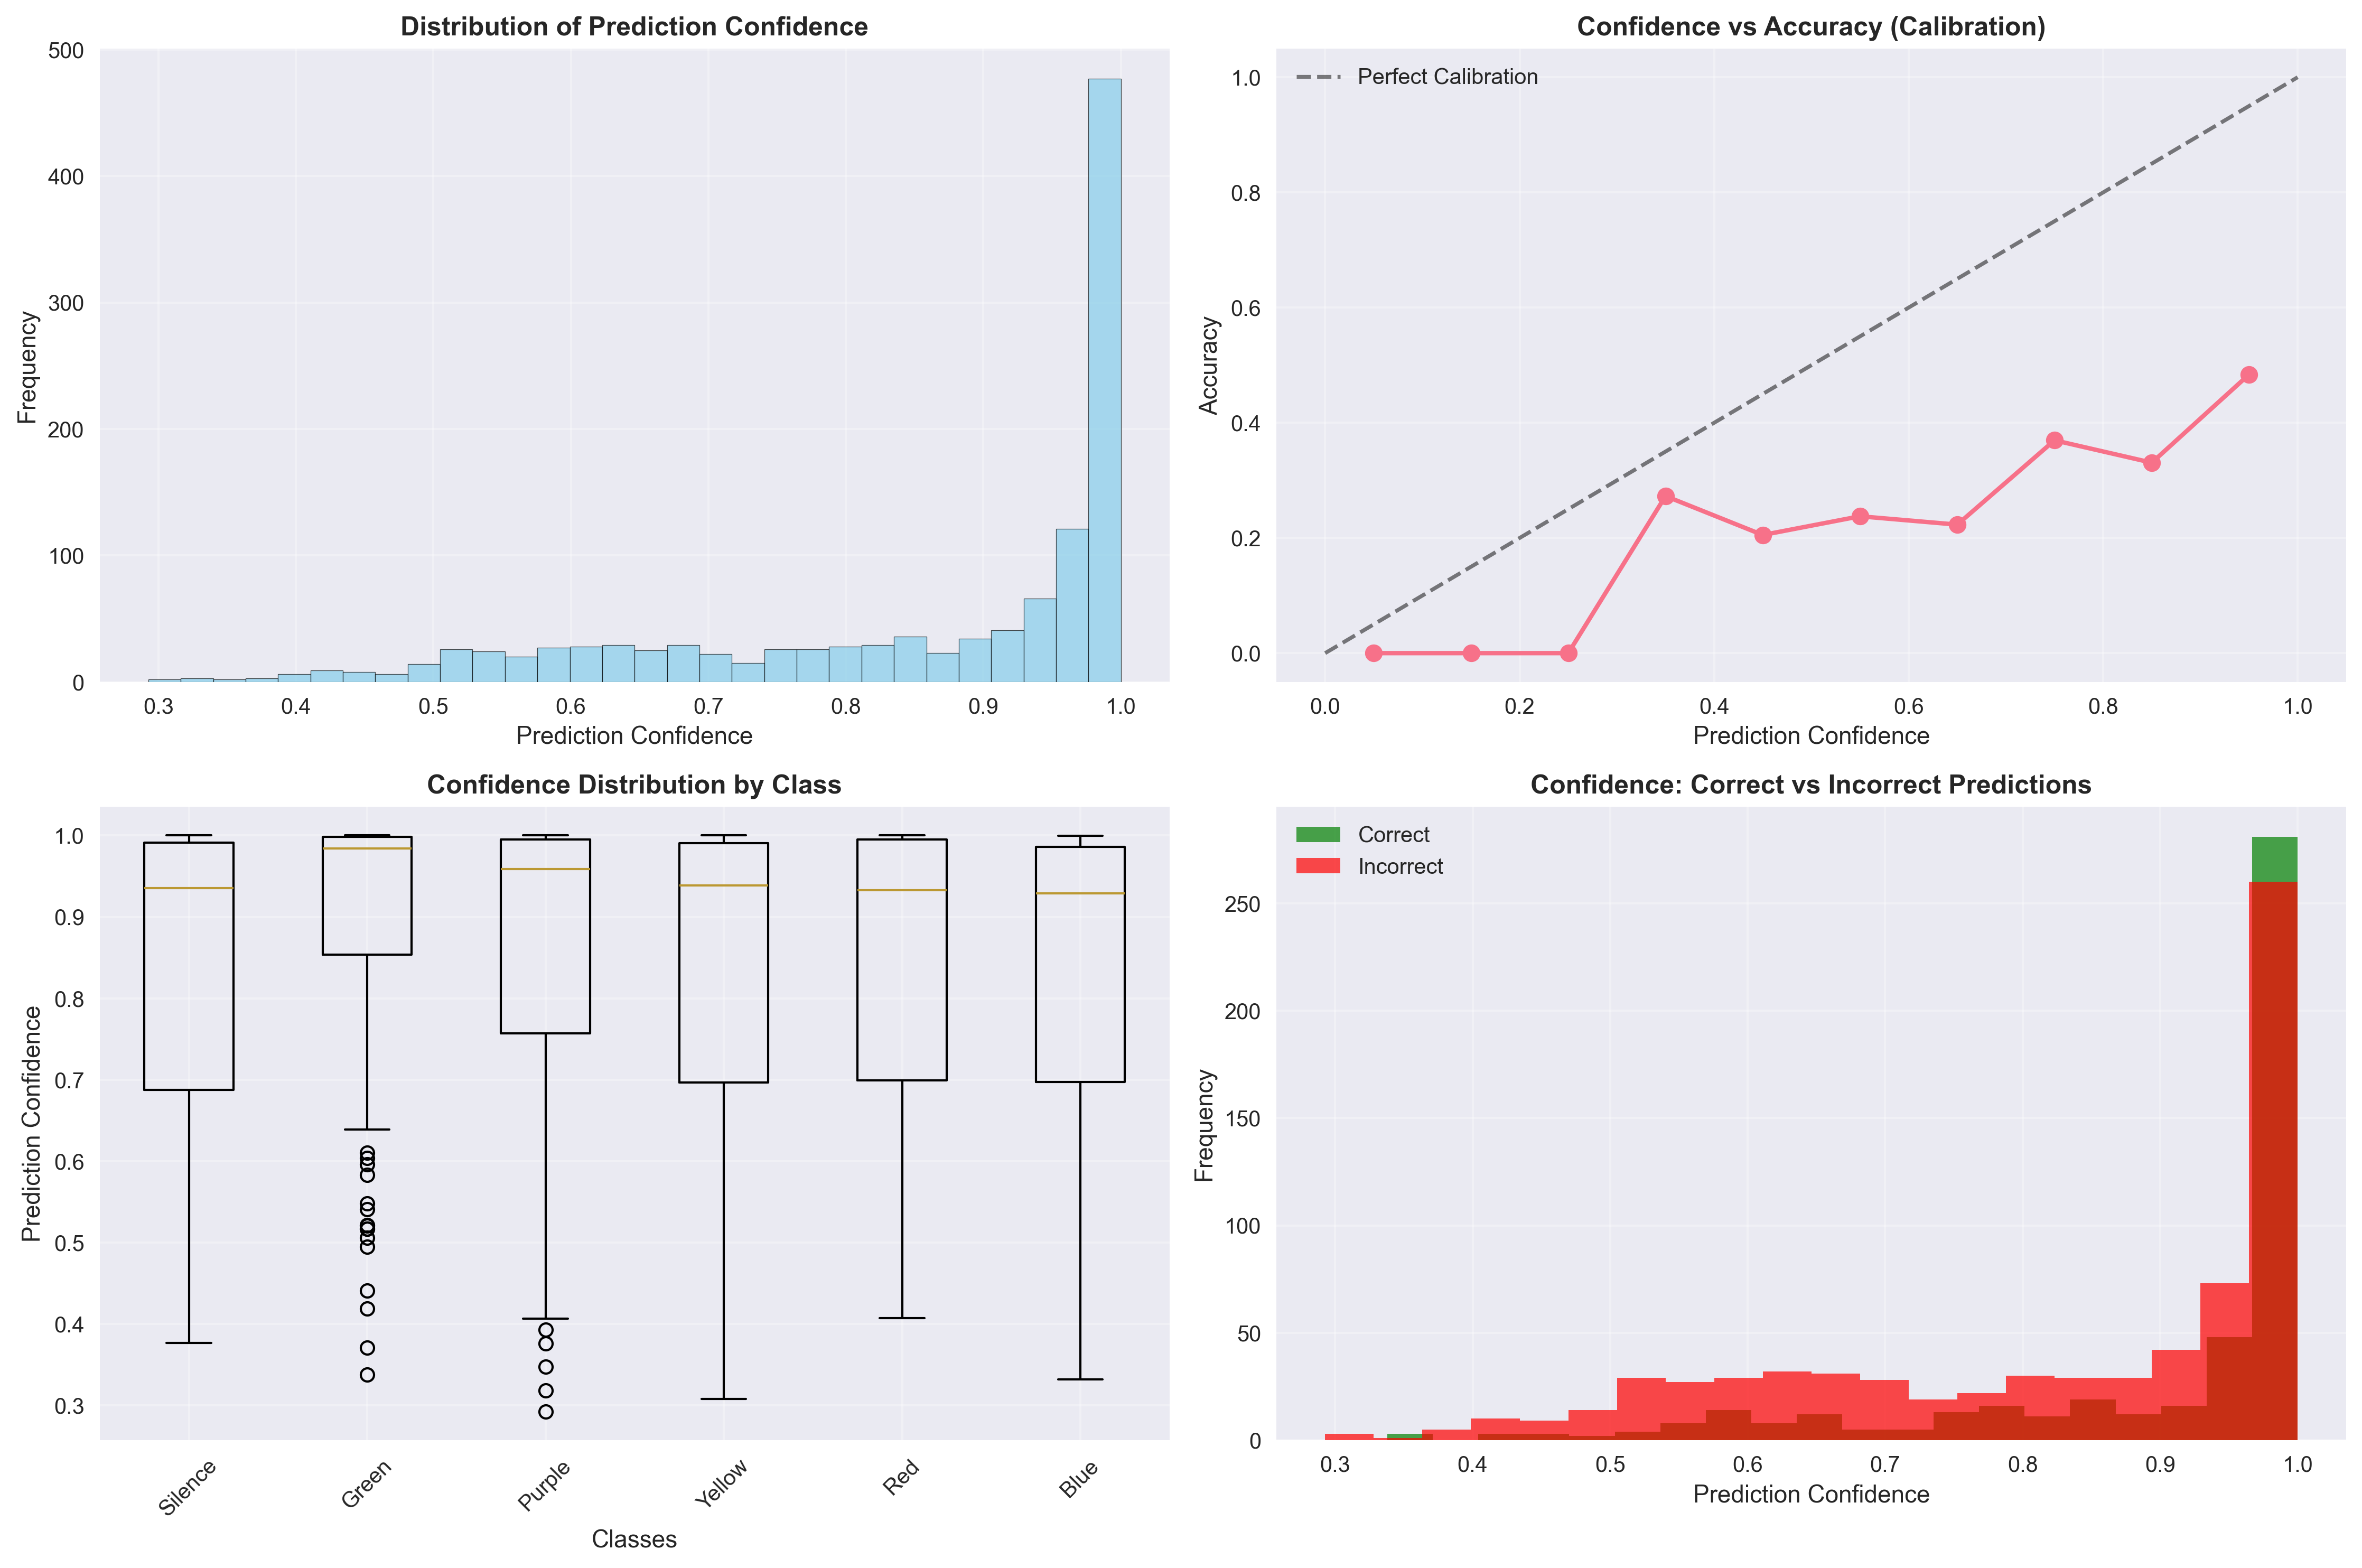 Distribution of Prediction Confidence
500
400
300
200
100
0
Frequency
0.3 0.4 0.5 0.6 0.7 0.8 0.9 1.0
Prediction Confidence
Confidence vs Accuracy (Calibration)
Perfect Calibration
1.0
0.8
0.6
0.4
0.2
0.0
Accuracy
0.0 0.2 0.4 0.6 0.8 1.0
Prediction Confidence
Confidence Distribution by Class
1.0
0.9
0.8
0.7
0.6
0.5
0.4
0.3
Prediction Confidence
Silence Green Purple Yellow Red Blue
Classes
Confidence: Correct vs Incorrect Predictions
Correct
Incorrect
250
200
150
100
50
0
Frequency
0.3 0.4 0.5 0.6 0.7 0.8 0.9 1.0
Prediction Confidence